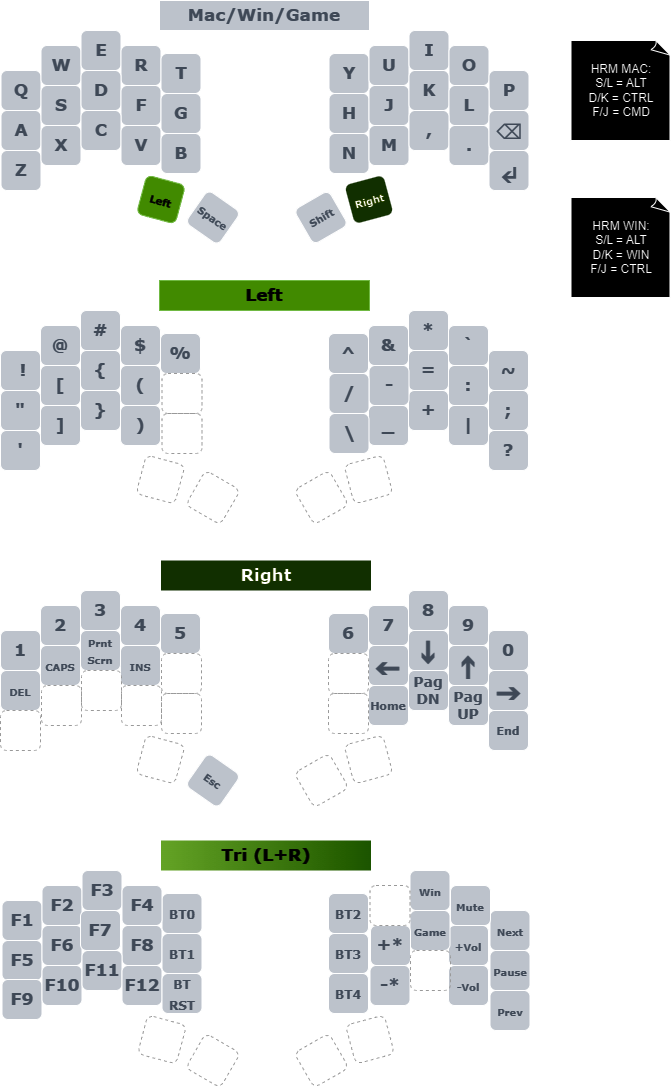 Mac/Win/Game
Q W E R T Y U I O P
A S D F G H J K L ⌫
Z X C V B N M , . ↲
Left Space Shift Right
HRM MAC:
S/L = ALT
D/K = CTRL
F/J = CMD
HRM WIN:
S/L = ALT
D/K = WIN
F/J = CTRL
Left
! @ # $ % ^ & * ` ~
" [ { ( / - = : ;
' ] } ) \ _ + | ?
Right
1 2 3 4 5 6 7 8 9 0
DEL CAPS Prnt
Scrn INS ← ↓ ↑ →
Home Pag
DN Pag
UP End
Esc
Tri (L+R)
F1 F2 F3 F4 BT0 BT2 Win Mute Next
F5 F6 F7 F8 BT1 BT3 +* Game +Vol Pause
F9 F10 F11 F12 BT
RST BT4 -* -Vol Prev